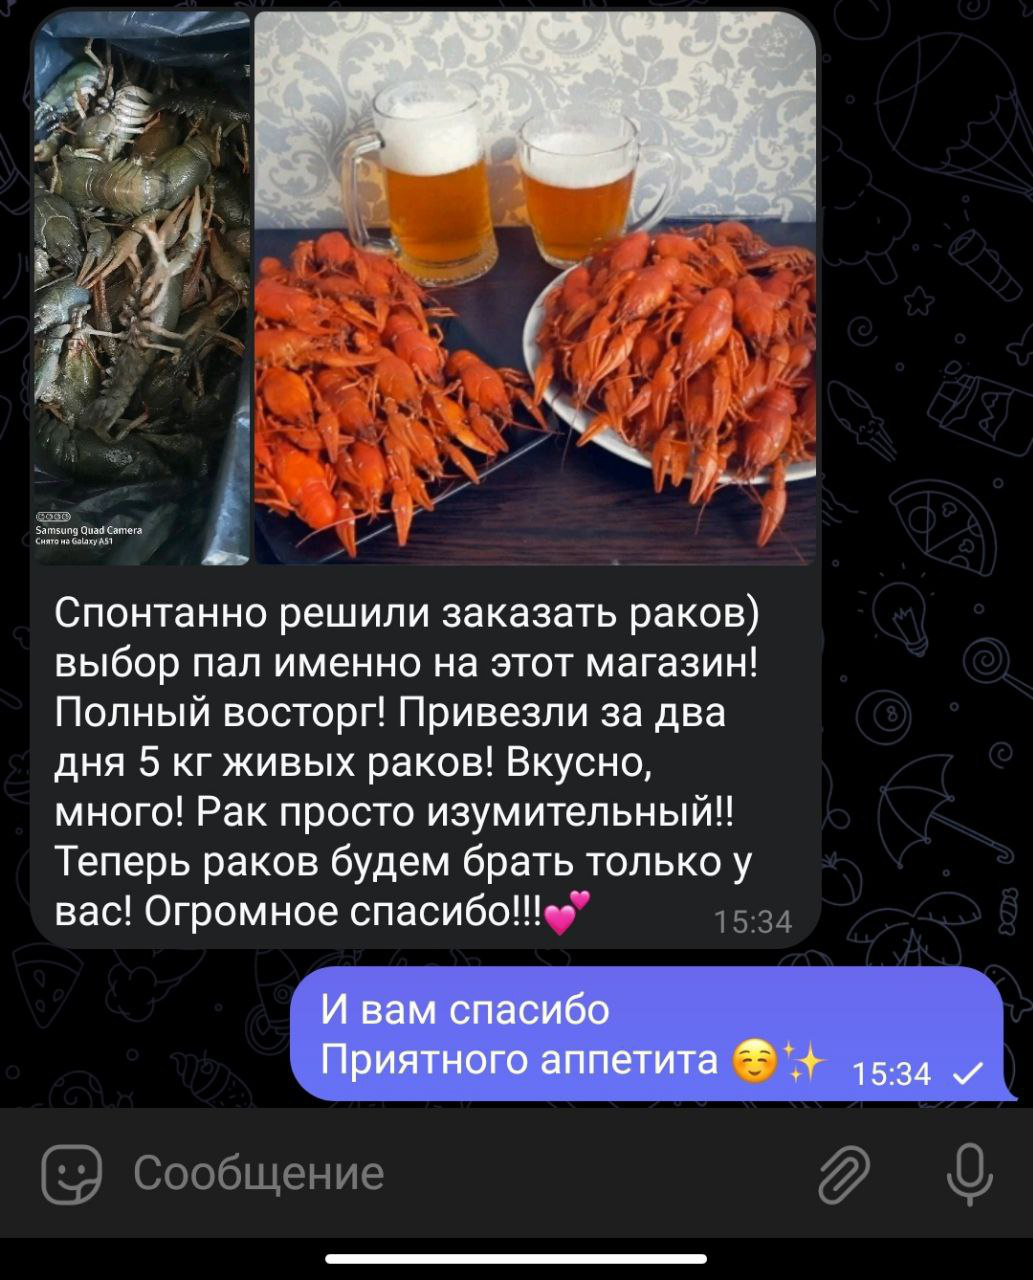 Samsung Quad Camera
Снято на Galaxy A51
Спонтанно решили заказать раков)
выбор пал именно на этот магазин!
Полный восторг! Привезли за два
дня 5 кг живых раков! Вкусно,
много! Рак просто изумительный!!
Теперь раков будем брать только у
вас! Огромное спасибо!!!💕
15:34
И вам спасибо
Приятного аппетита ☺️✨ 15:34
Сообщение